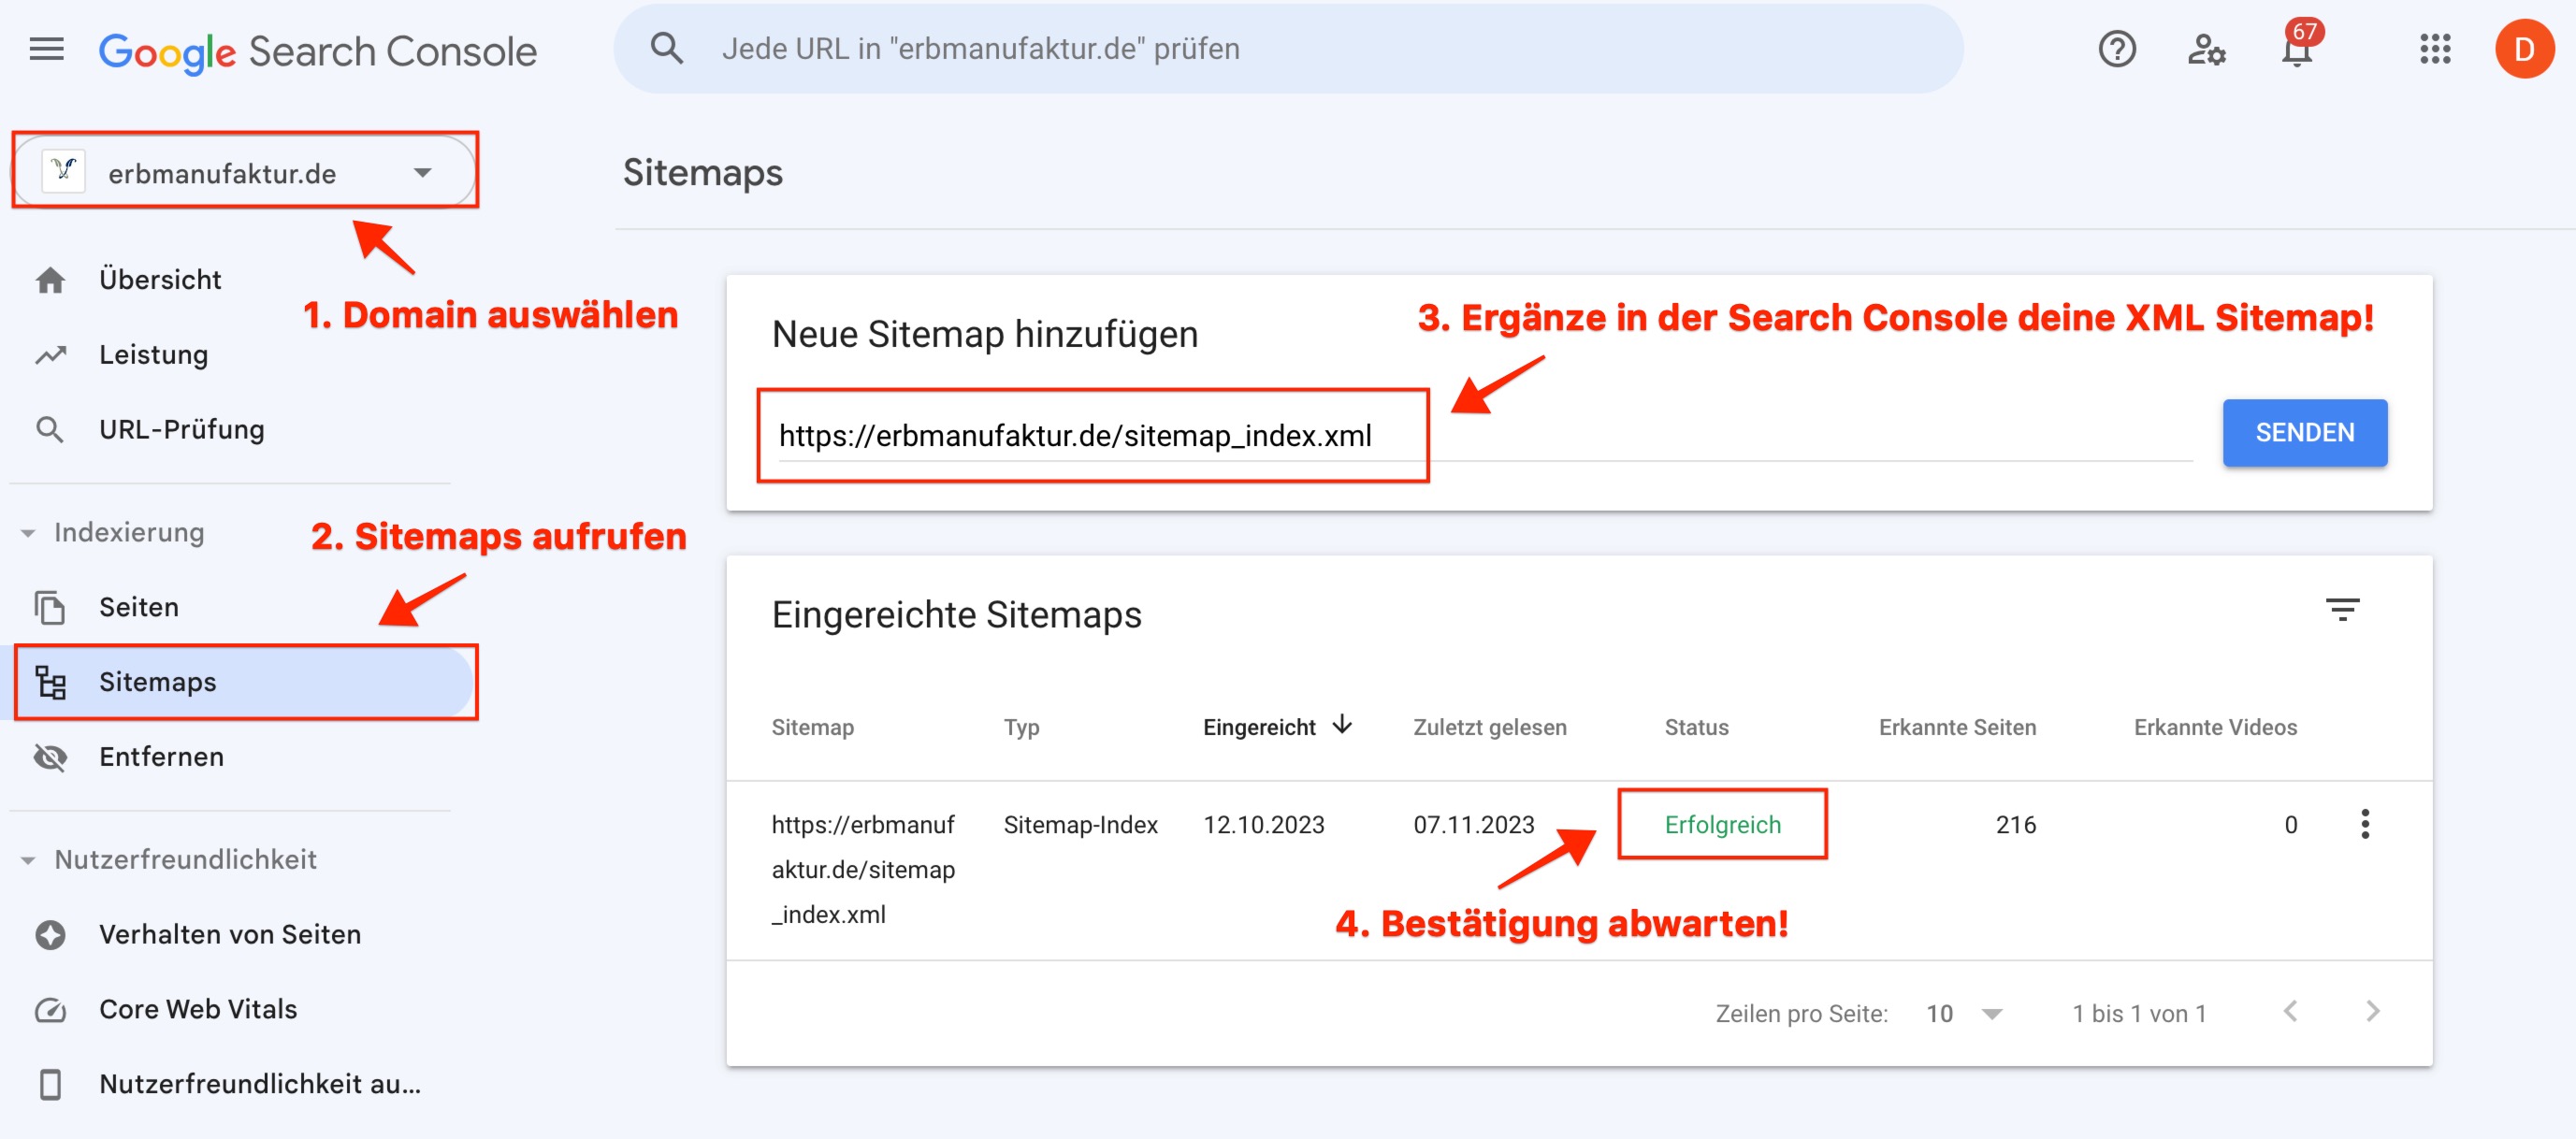 Google Search Console
Jede URL in "erbmanufaktur.de" prüfen
67
D
erbmanufaktur.de
1. Domain auswählen
Übersicht
Leistung
URL-Prüfung
Indexierung
2. Sitemaps aufrufen
Seiten
Sitemaps
Entfernen
Nutzerfreundlichkeit
Verhalten von Seiten
Core Web Vitals
Nutzerfreundlichkeit au...
Sitemaps
Neue Sitemap hinzufügen
3. Ergänze in der Search Console deine XML Sitemap!
https://erbmanufaktur.de/sitemap_index.xml
SENDEN
Eingereichte Sitemaps
Sitemap Typ Eingereicht Zuletzt gelesen Status Erkannte Seiten Erkannte Videos
https://erbmanuf Sitemap-Index 12.10.2023 07.11.2023 Erfolgreich 216 0
aktur.de/sitemap
_index.xml
4. Bestätigung abwarten!
Zeilen pro Seite: 10 1 bis 1 von 1